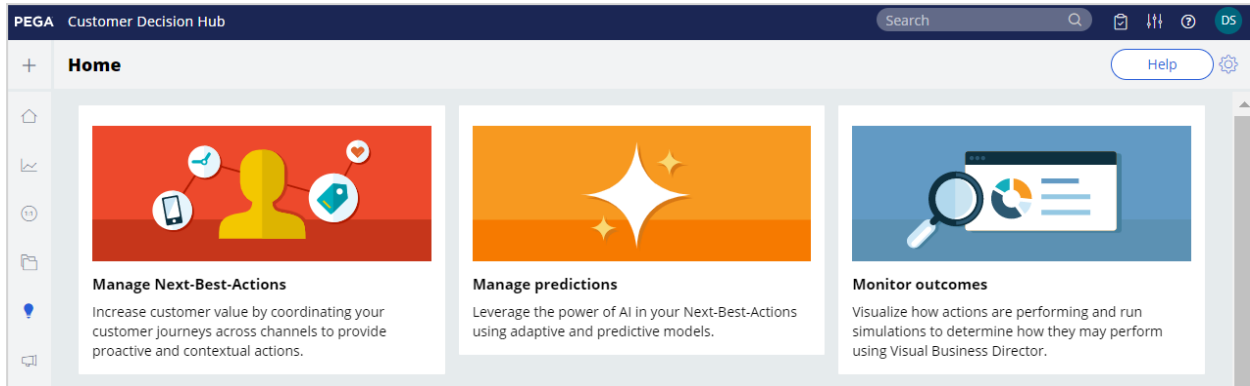 PEGA Customer Decision Hub Search DS
Home Help
1:1
Manage Next-Best-Actions
Increase customer value by coordinating your
customer journeys across channels to provide
proactive and contextual actions.
Manage predictions
Leverage the power of AI in your Next-Best-Actions
using adaptive and predictive models.
Monitor outcomes
Visualize how actions are performing and run
simulations to determine how they may perform
using Visual Business Director.